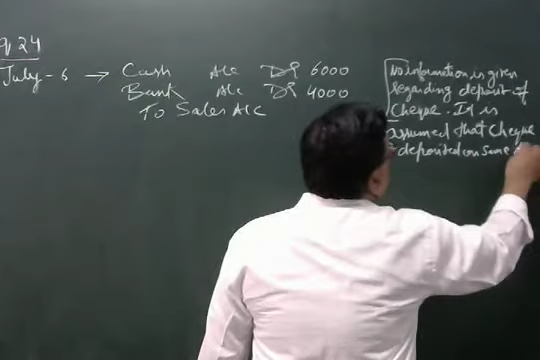 q 24
July - 6 → Cash A/c Dr 6000
Bank A/c Dr 4000
To Sales A/c
No information is given
regarding deposit of
Cheque. It is
assumed that Cheque
deposited on same